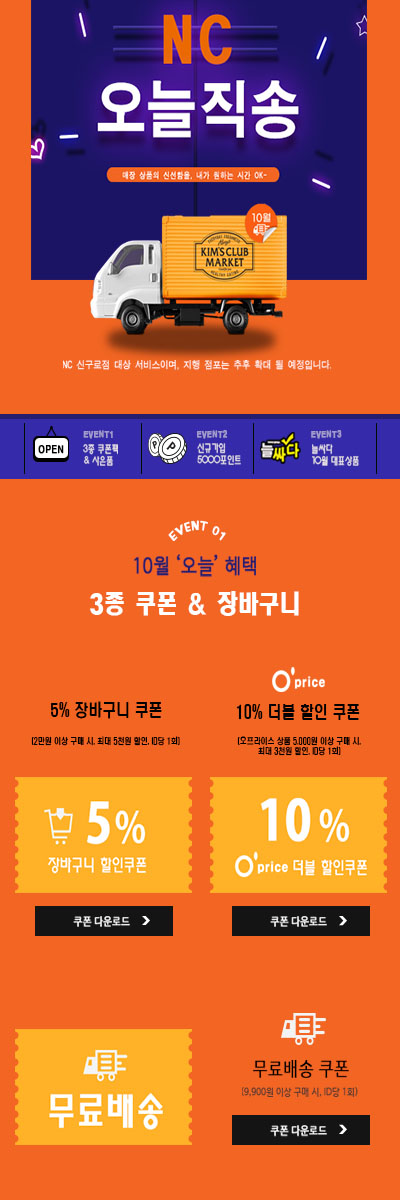 NC
오늘직송
매장 상품의 신선함을, 내가 원하는 시간 OK~
10월
KIM'S CLUB
MARKET
NC 신구로점 대상 서비스이며, 지형 점포는 추후 확대 될 예정입니다.
OPEN
EVENT1
3종 쿠폰팩
& 사은품
P P
EVENT2
신규가입
5000포인트
늘싸다
EVENT3
늘싸다
10월 대표상품
EVENT 01
10월 ‘오늘’ 혜택
3종 쿠폰 & 장바구니
5% 장바구니 쿠폰
(2만원 이상 구매 시, 최대 5천원 할인, ID당 1회)
O'price
10% 더블 할인 쿠폰
(오프라이스 상품 5,000원 이상 구매 시,
최대 3천원 할인, ID당 1회)
5%
장바구니 할인쿠폰
10%
O'price 더블 할인쿠폰
쿠폰 다운로드
쿠폰 다운로드
무료배송
무료배송 쿠폰
(9,900원 이상 구매 시, ID당 1회)
쿠폰 다운로드